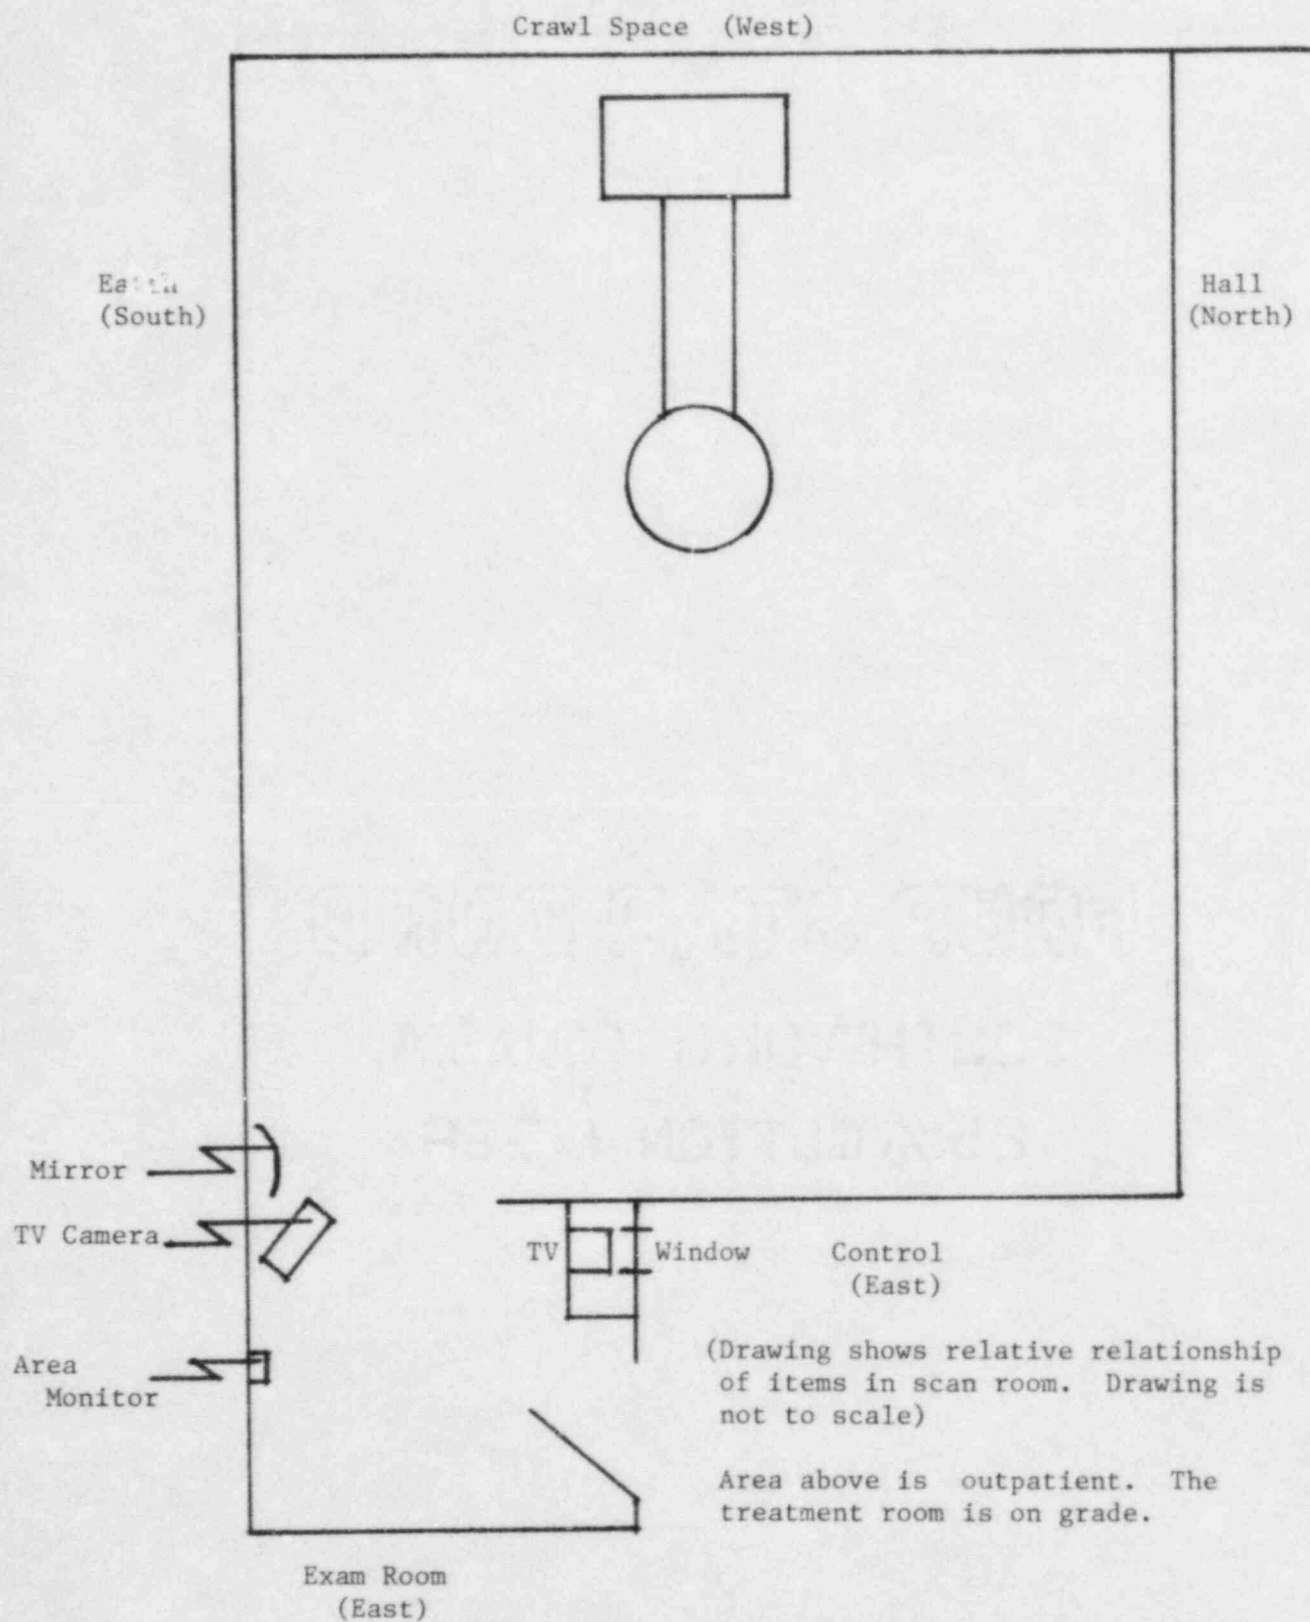 Crawl Space (West)
Earth
(South)
Hall
(North)
Mirror
TV Camera
TV
Window
Control
(East)
Area
Monitor
(Drawing shows relative relationship
of items in scan room. Drawing is
not to scale)
Area above is outpatient. The
treatment room is on grade.
Exam Room
(East)